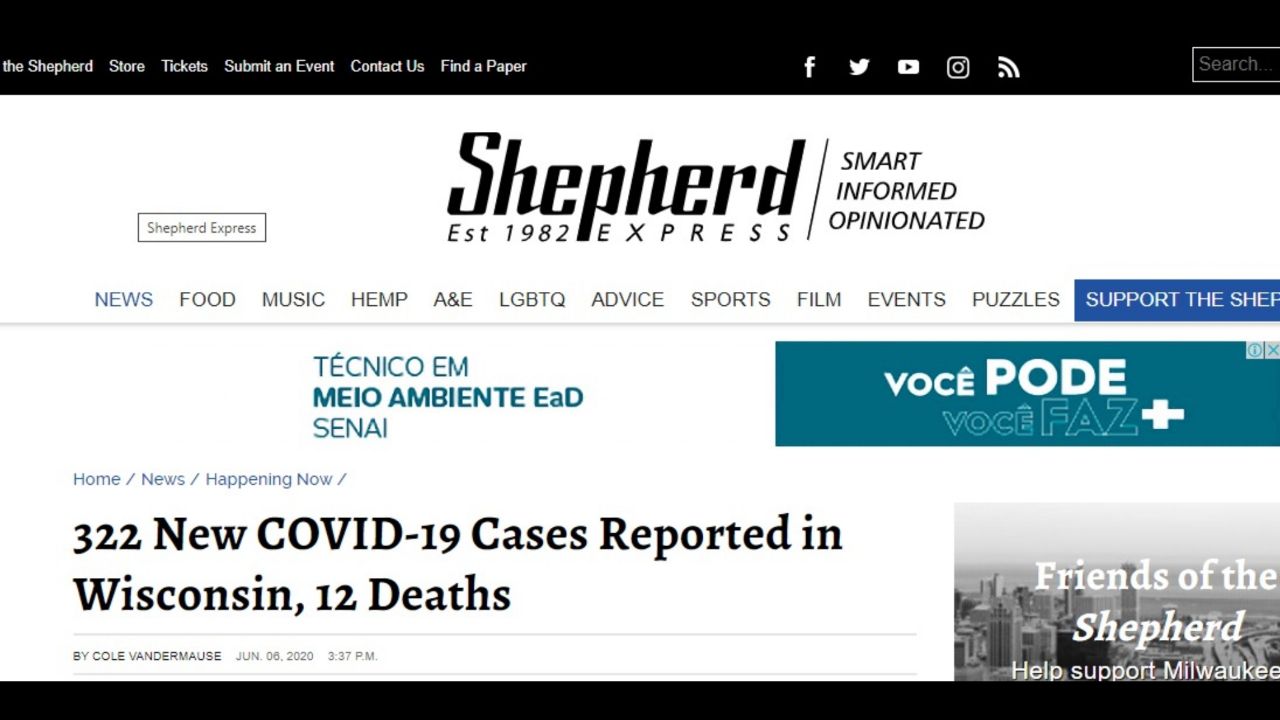 the Shepherd Store Tickets Submit an Event Contact Us Find a Paper
Search...
Shepherd
Est 1982 EXPRESS
SMART
INFORMED
OPINIONATED
Shepherd Express
NEWS FOOD MUSIC HEMP A&E LGBTQ ADVICE SPORTS FILM EVENTS PUZZLES SUPPORT THE SHEP
TÉCNICO EM
MEIO AMBIENTE EaD
SENAI
VOCÊ PODE
VOCÊ FAZ+
Home / News / Happening Now /
322 New COVID-19 Cases Reported in
Wisconsin, 12 Deaths
BY COLE VANDERMAUSE JUN. 06, 2020 3:37 P.M.
Friends of the
Shepherd
Help support Milwaukee